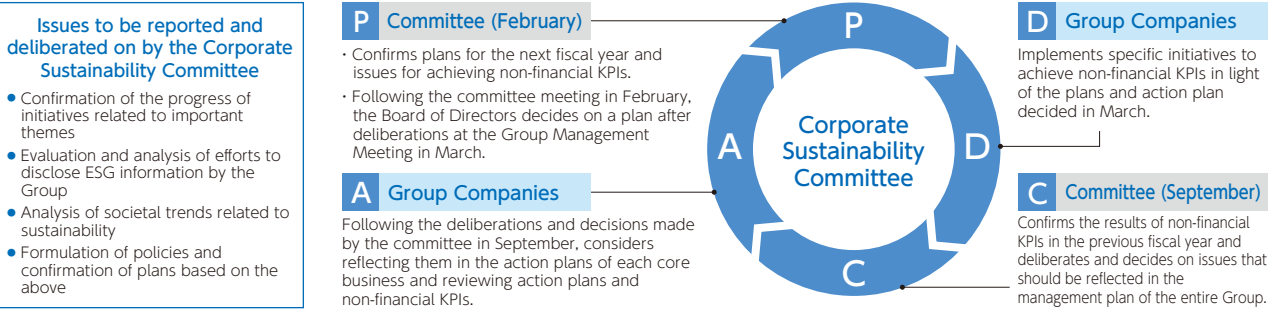 Issues to be reported and
deliberated on by the Corporate
Sustainability Committee
● Confirmation of the progress of
initiatives related to important
themes
● Evaluation and analysis of efforts to
disclose ESG information by the
Group
● Analysis of societal trends related to
sustainability
● Formulation of policies and
confirmation of plans based on the
above
P Committee (February)
・Confirms plans for the next fiscal year and
issues for achieving non-financial KPIs.
・Following the committee meeting in February,
the Board of Directors decides on a plan after
deliberations at the Group Management
Meeting in March.
A Group Companies
Following the deliberations and decisions made
by the committee in September, considers
reflecting them in the action plans of each core
business and reviewing action plans and
non-financial KPIs.
P
A
Corporate
Sustainability
Committee
D
C
D Group Companies
Implements specific initiatives to
achieve non-financial KPIs in light
of the plans and action plan
decided in March.
C Committee (September)
Confirms the results of non-financial
KPIs in the previous fiscal year and
deliberates and decides on issues that
should be reflected in the
management plan of the entire Group.